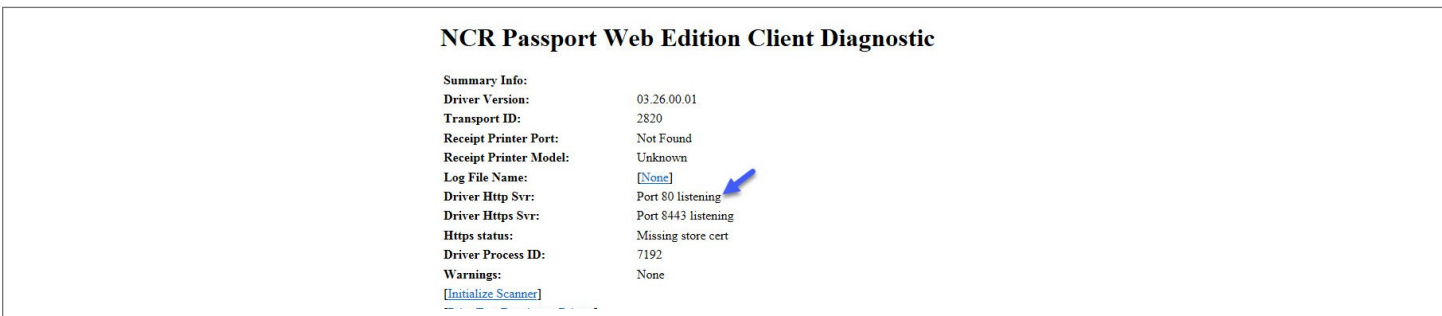 NCR Passport Web Edition Client Diagnostic
Summary Info:
Driver Version: 03.26.00.01
Transport ID: 2820
Receipt Printer Port: Not Found
Receipt Printer Model: Unknown
Log File Name: [None]
Driver Http Svr: Port 80 listening
Driver Https Svr: Port 8443 listening
Https status: Missing store cert
Driver Process ID: 7192
Warnings: None
[Initialize Scanner]